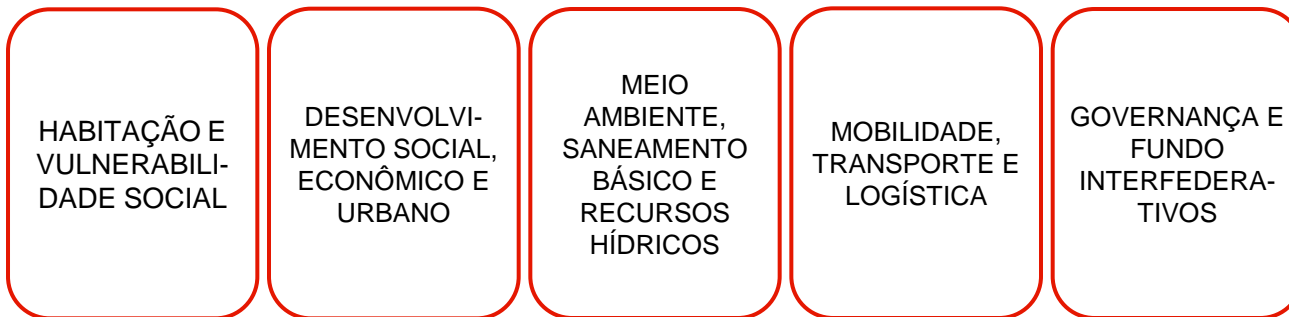 HABITAÇÃO E
VULNERABILI-
DADE SOCIAL
DESENVOLVI-
MENTO SOCIAL,
ECONÔMICO E
URBANO
MEIO
AMBIENTE,
SANEAMENTO
BÁSICO E
RECURSOS
HÍDRICOS
MOBILIDADE,
TRANSPORTE E
LOGÍSTICA
GOVERNANÇA E
FUNDO
INTERFEDERA-
TIVOS